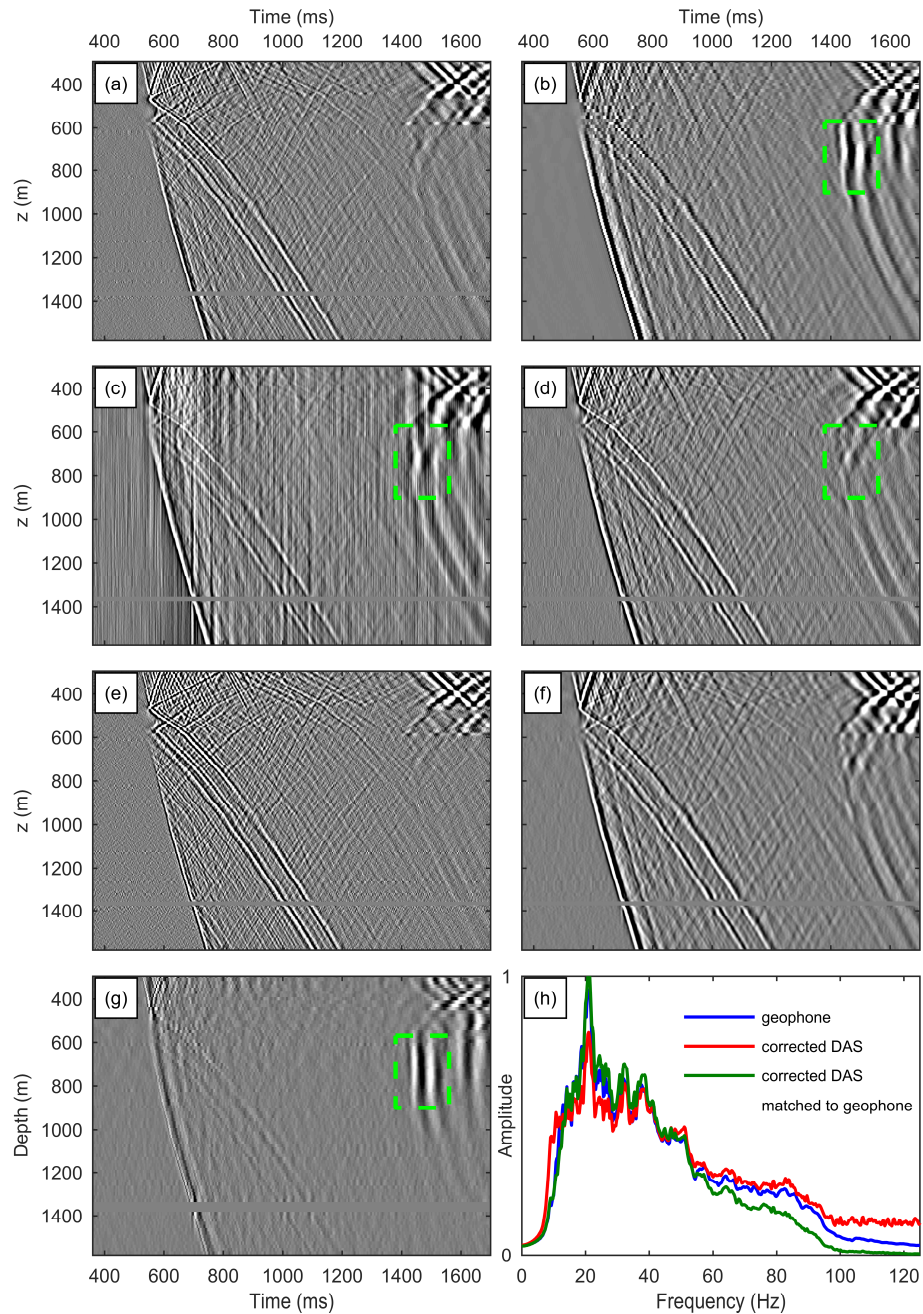 Time (ms)
Time (ms)
400 600 800 1000 1200 1400 1600
400 600 800 1000 1200 1400 1600
(a)
(b)
400
600
800
1000
1200
1400
z (m)
(c)
(d)
400
600
800
1000
1200
1400
z (m)
(e)
(f)
400
600
800
1000
1200
1400
z (m)
(g)
400
600
800
1000
1200
1400
Depth (m)
400 600 800 1000 1200 1400 1600
Time (ms)
(h)
1
0
Amplitude
geophone
corrected DAS
corrected DAS
matched to geophone
0 20 40 60 80 100 120
Frequency (Hz)